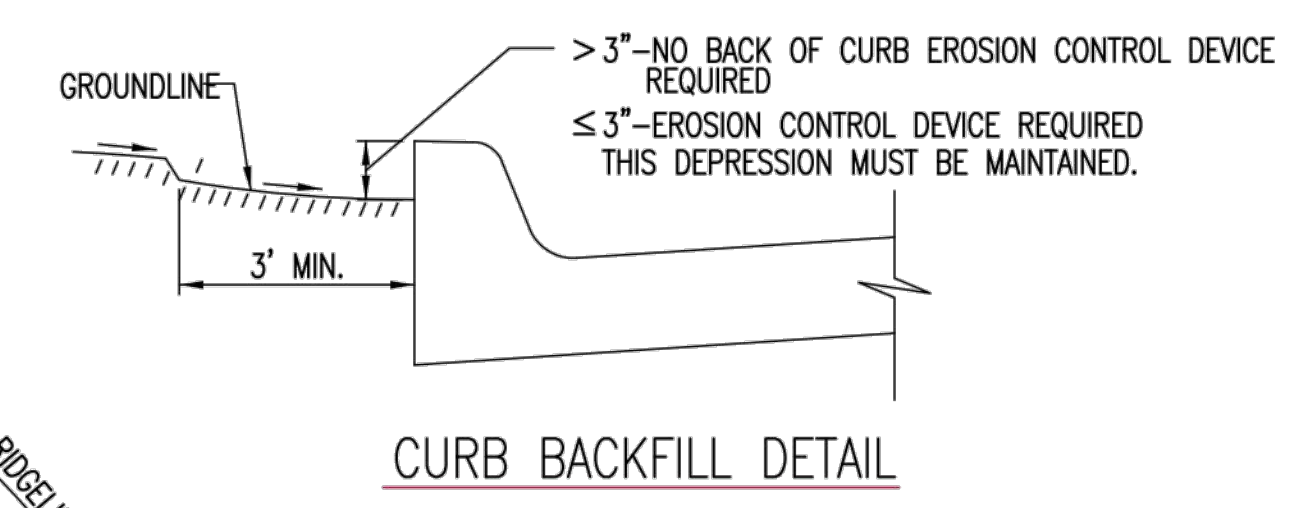 > 3"-NO BACK OF CURB EROSION CONTROL DEVICE
REQUIRED
GROUNDLINE
≤ 3"-EROSION CONTROL DEVICE REQUIRED
THIS DEPRESSION MUST BE MAINTAINED.
3' MIN.
CURB BACKFILL DETAIL